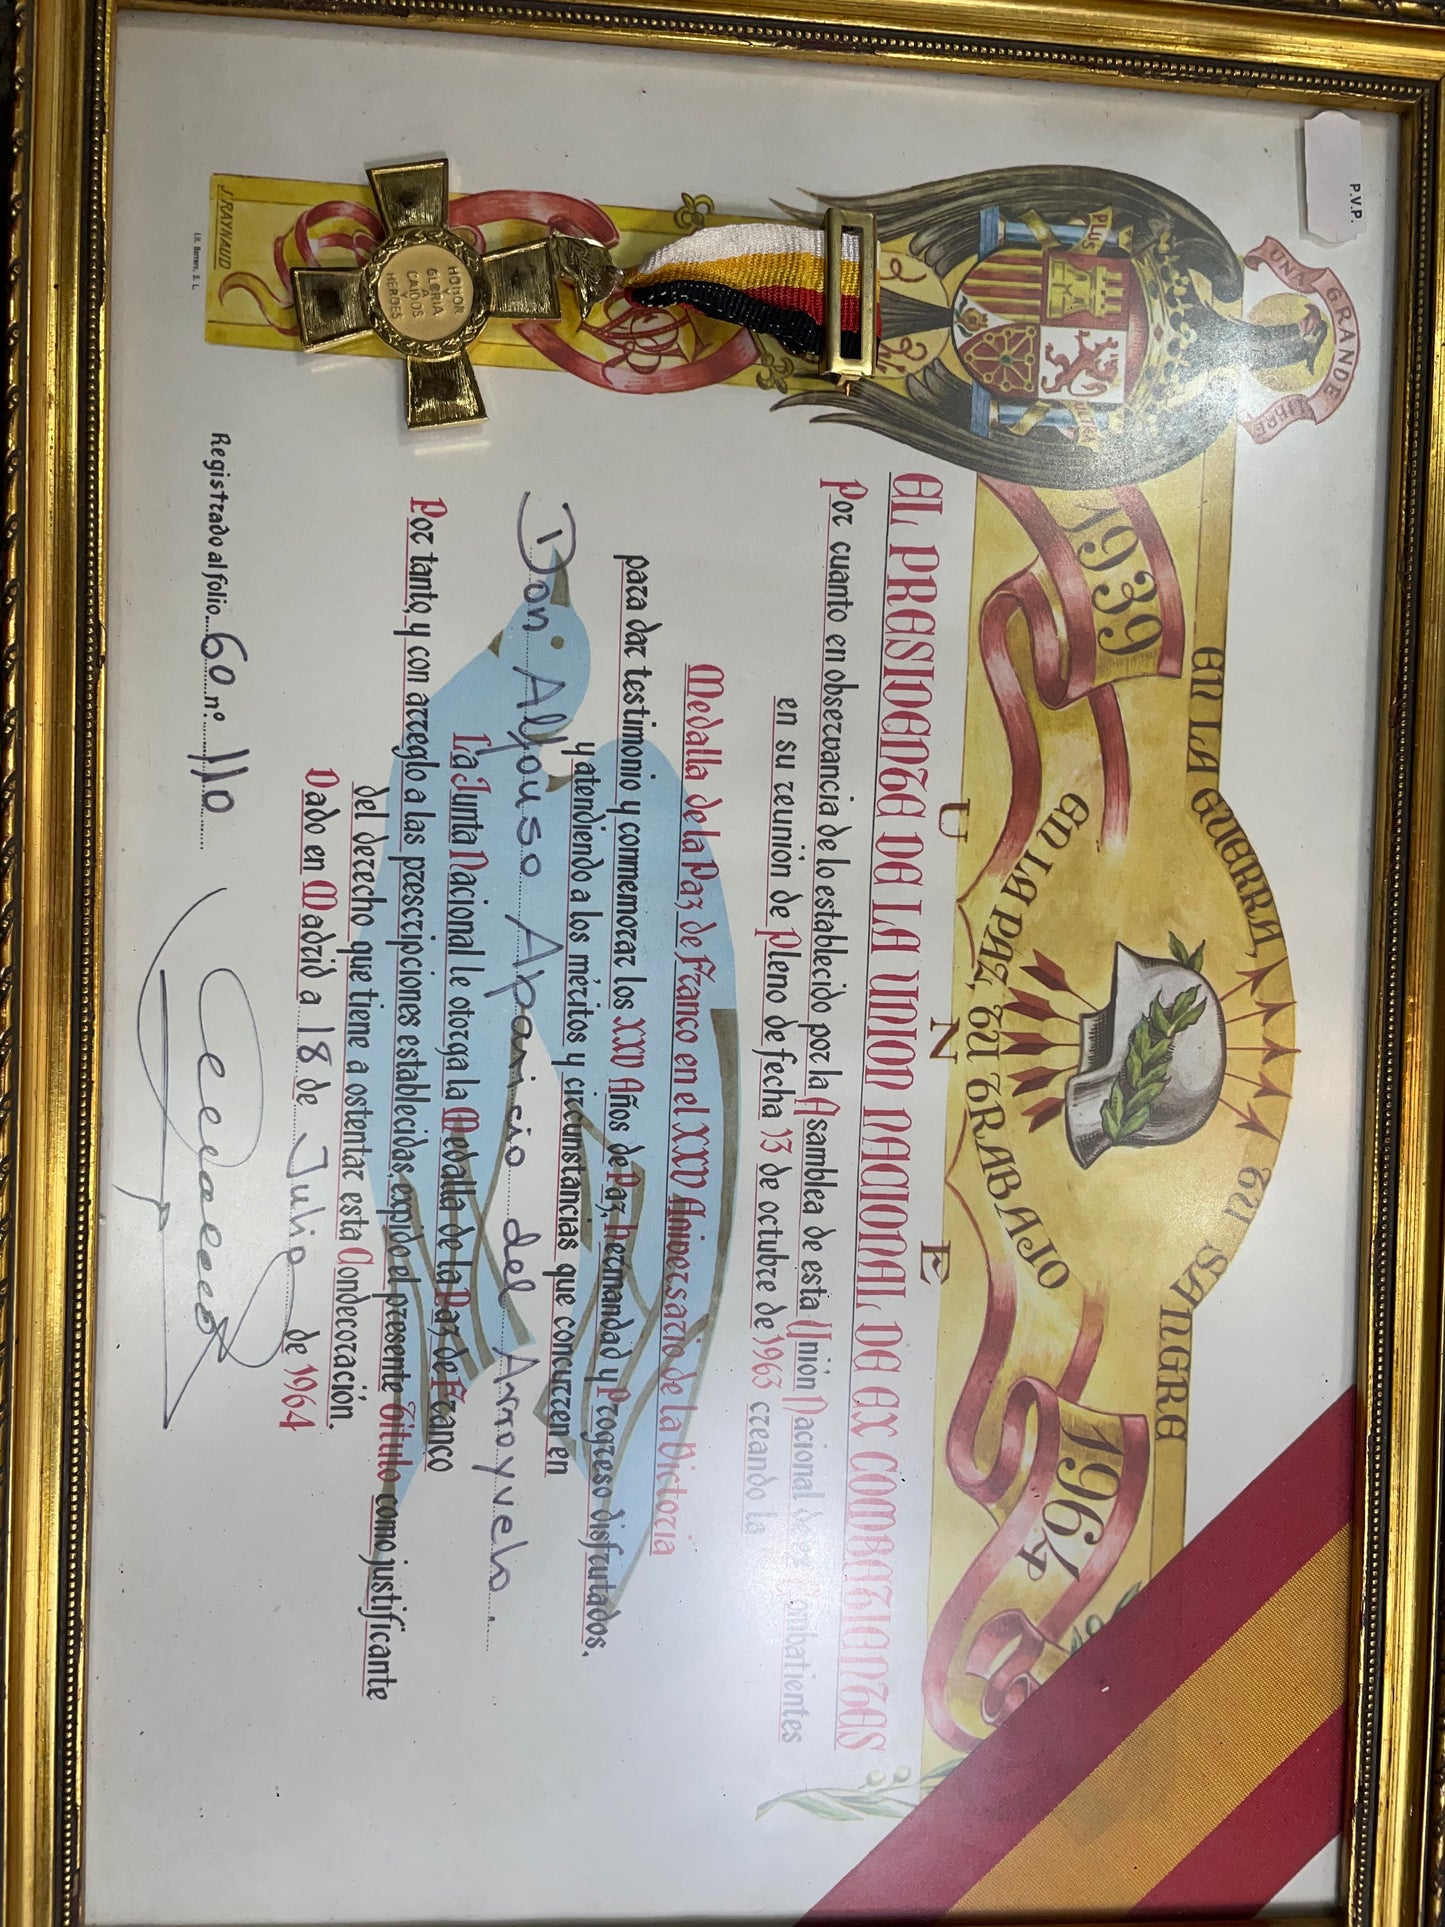 P.V.P.
UNA GRANDE LIBRE
EN LA GUERRA, TU SANGRE
1939
1964
EN LA PAZ, TU TRABAJO
PLUS
ULTRA
U N E
EL PRESIDENTE DE LA UNION NACIONAL DE EX COMBATIENTES
Por cuanto en observancia de lo establecido por la Asamblea de esta Unión Nacional de ex Combatientes
en su reunión de Pleno de fecha 13 de octubre de 1963 creando la
Medalla de la Paz de Franco en el XXV Aniversario de la Victoria
para dar testimonio y conmemorar los XXV Años de Paz, Hermandad y Progreso disfrutados,
y atendiendo a los méritos y circunstancias que concurren en
Don Alfonso Aparicio del Arroyuelo.
La Junta Nacional le otorga la Medalla de la Paz de Franco
Por tanto, y con arreglo a las prescripciones establecidas, expido el presente Título como justificante
del derecho que tiene a ostentar esta Condecoración.
Dado en Madrid a 18 de Julio de 1964
Registrado al folio 60 nº 110
HONOR
GLORIA
A
CAIDOS
HEROES
S/RAYNAUD